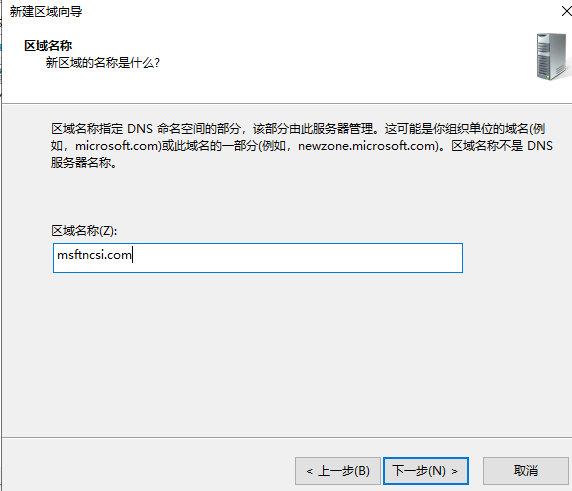 新建区域向导
区域名称
新区域的名称是什么?
区域名称指定 DNS 命名空间的部分，该部分由此服务器管理。这可能是你组织单位的域名(例
如，microsoft.com)或此域名的一部分(例如，newzone.microsoft.com)。区域名称不是 DNS
服务器名称。
区域名称(Z):
msftncsi.com
< 上一步(B)
下一步(N) >
取消